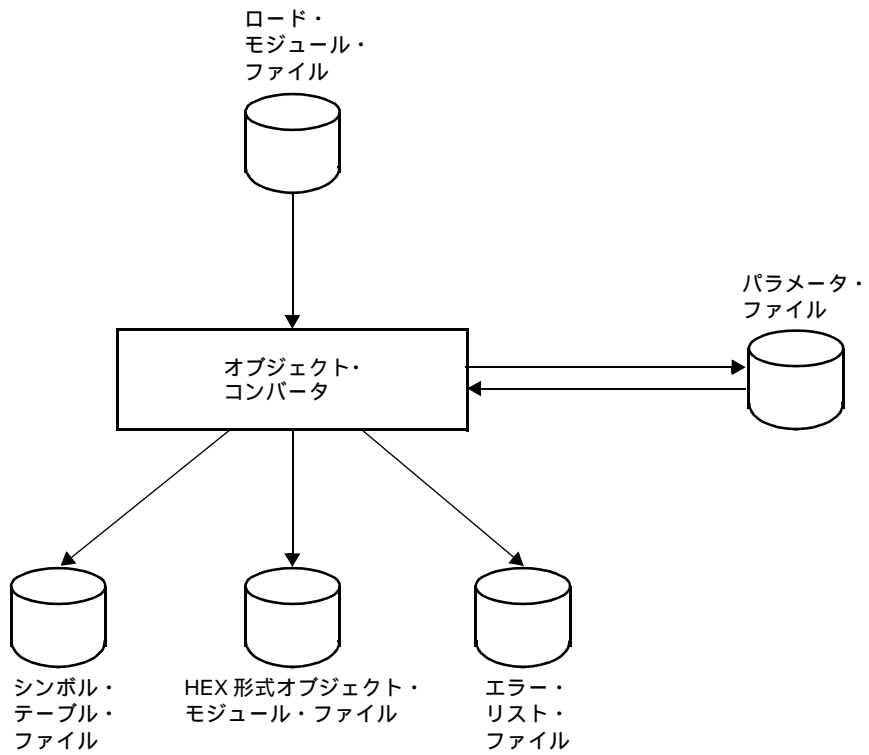 ロード・
モジュール・
ファイル
パラメータ・
ファイル
オブジェクト・
コンバータ
シンボル・
テーブル・
ファイル
HEX 形式オブジェクト・
モジュール・ファイル
エラー・
リスト・
ファイル